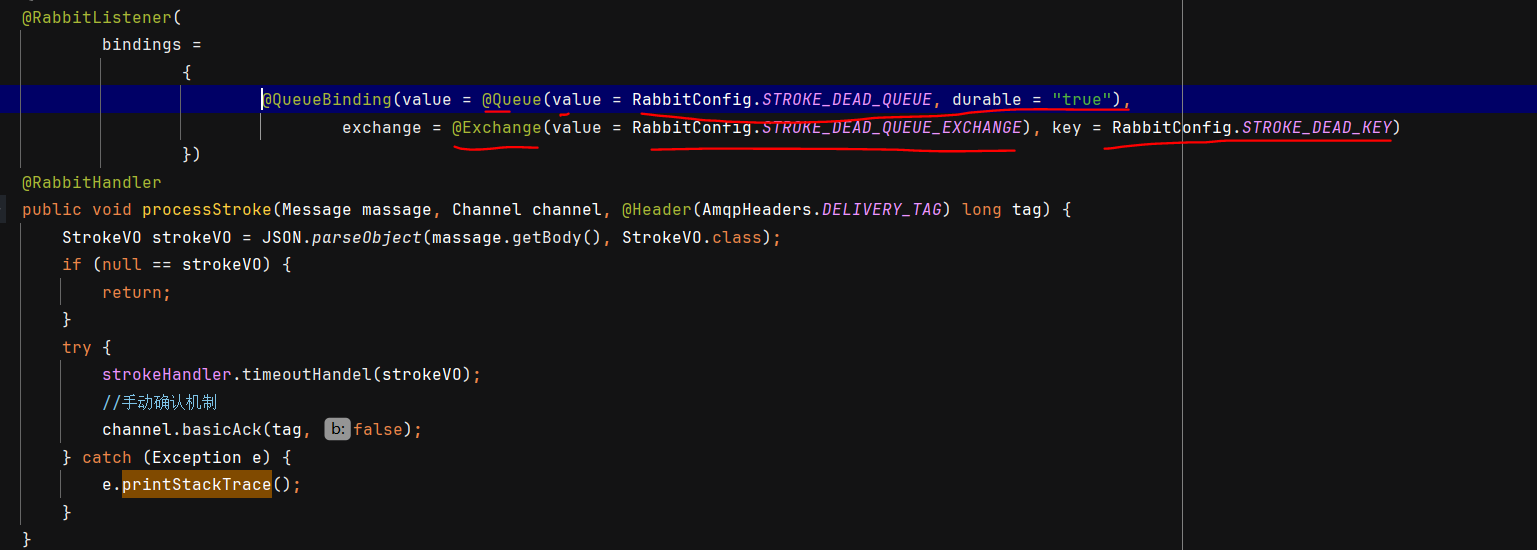 @RabbitListener(
bindings =
{
@QueueBinding(value = @Queue(value = RabbitConfig.STROKE_DEAD_QUEUE, durable = "true"),
exchange = @Exchange(value = RabbitConfig.STROKE_DEAD_QUEUE_EXCHANGE), key = RabbitConfig.STROKE_DEAD_KEY)
})
@RabbitHandler
public void processStroke(Message massage, Channel channel, @Header(AmqpHeaders.DELIVERY_TAG) long tag) {
StrokeVO strokeVO = JSON.parseObject(massage.getBody(), StrokeVO.class);
if (null == strokeVO) {
return;
}
try {
strokeHandler.timeoutHandel(strokeVO);
//手动确认机制
channel.basicAck(tag, b: false);
} catch (Exception e) {
e.printStackTrace();
}
}